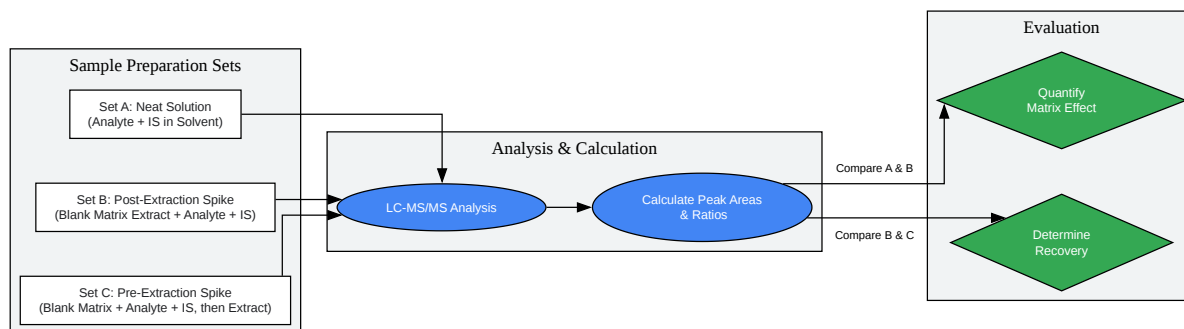 Sample Preparation Sets
Set A: Neat Solution
(Analyte + IS in Solvent)
Set B: Post-Extraction Spike
(Blank Matrix Extract + Analyte + IS)
Set C: Pre-Extraction Spike
(Blank Matrix + Analyte + IS, then Extract)
Analysis & Calculation
LC-MS/MS Analysis
Calculate Peak Areas
& Ratios
Compare A & B
Compare B & C
Evaluation
Quantify
Matrix Effect
Determine
Recovery